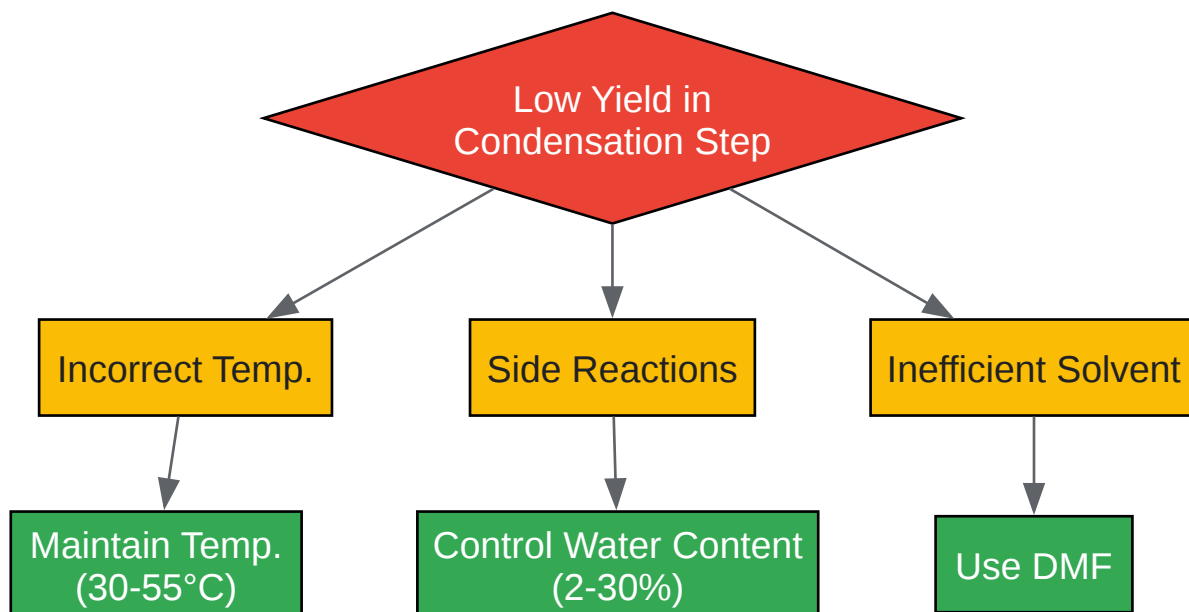 Low Yield in
Condensation Step
Incorrect Temp.
Side Reactions
Inefficient Solvent
Maintain Temp.
(30-55°C)
Control Water Content
(2-30%)
Use DMF